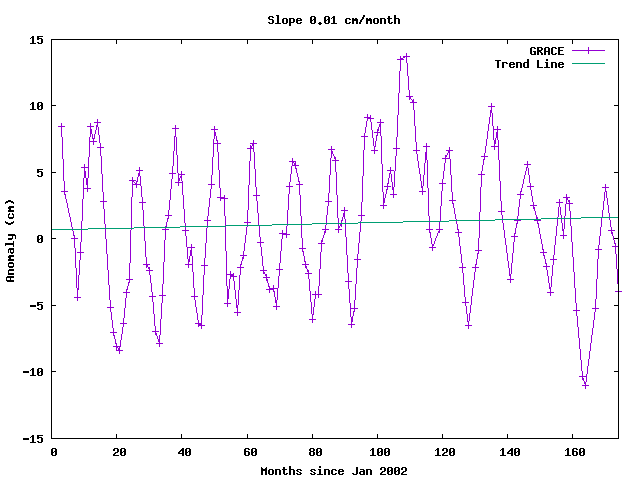 Slope 0.01 cm/month
GRACE
Trend Line
15
10
5
0
-5
-10
-15
Anomaly (cm)
0 20 40 60 80 100 120 140 160
Months since Jan 2002